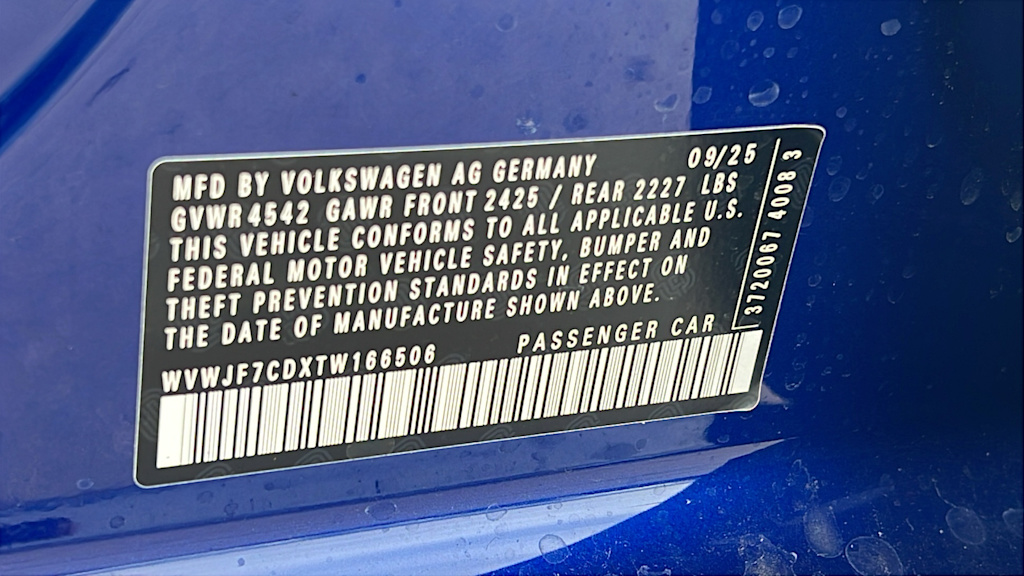 MFD BY VOLKSWAGEN AG GERMANY 09/25
GVWR 4542 GAWR FRONT 2425 / REAR 2227 LBS
THIS VEHICLE CONFORMS TO ALL APPLICABLE U.S.
FEDERAL MOTOR VEHICLE SAFETY, BUMPER AND
THEFT PREVENTION STANDARDS IN EFFECT ON
THE DATE OF MANUFACTURE SHOWN ABOVE.
WVWJF7CDXTW166506 PASSENGER CAR
3720067 40083